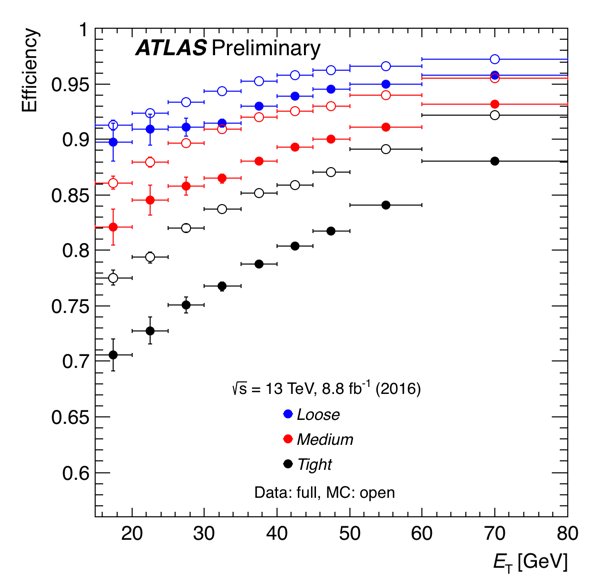 ATLAS Preliminary
Efficiency
1
0.95
0.9
0.85
0.8
0.75
0.7
0.65
0.6
√s = 13 TeV, 8.8 fb⁻¹ (2016)
Loose
Medium
Tight
Data: full, MC: open
20 30 40 50 60 70 80
E_T [GeV]